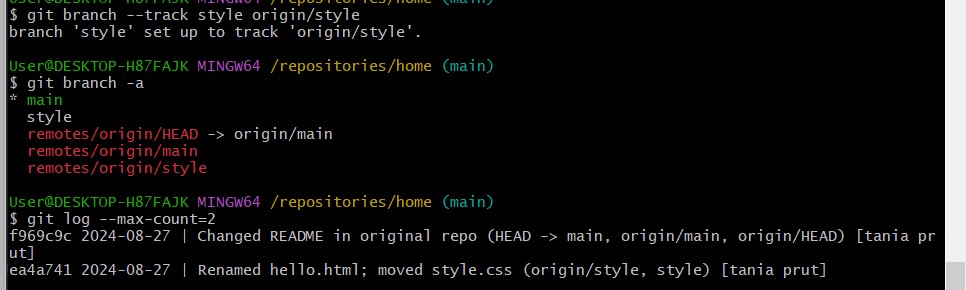 $ git branch --track style origin/style
branch 'style' set up to track 'origin/style'.
User@DESKTOP-H87FAJK MINGW64 /repositories/home (main)
$ git branch -a
* main
style
remotes/origin/HEAD -> origin/main
remotes/origin/main
remotes/origin/style
User@DESKTOP-H87FAJK MINGW64 /repositories/home (main)
$ git log --max-count=2
f969c9c 2024-08-27 | Changed README in original repo (HEAD -> main, origin/main, origin/HEAD) [tania pr
ut]
ea4a741 2024-08-27 | Renamed hello.html; moved style.css (origin/style, style) [tania prut]